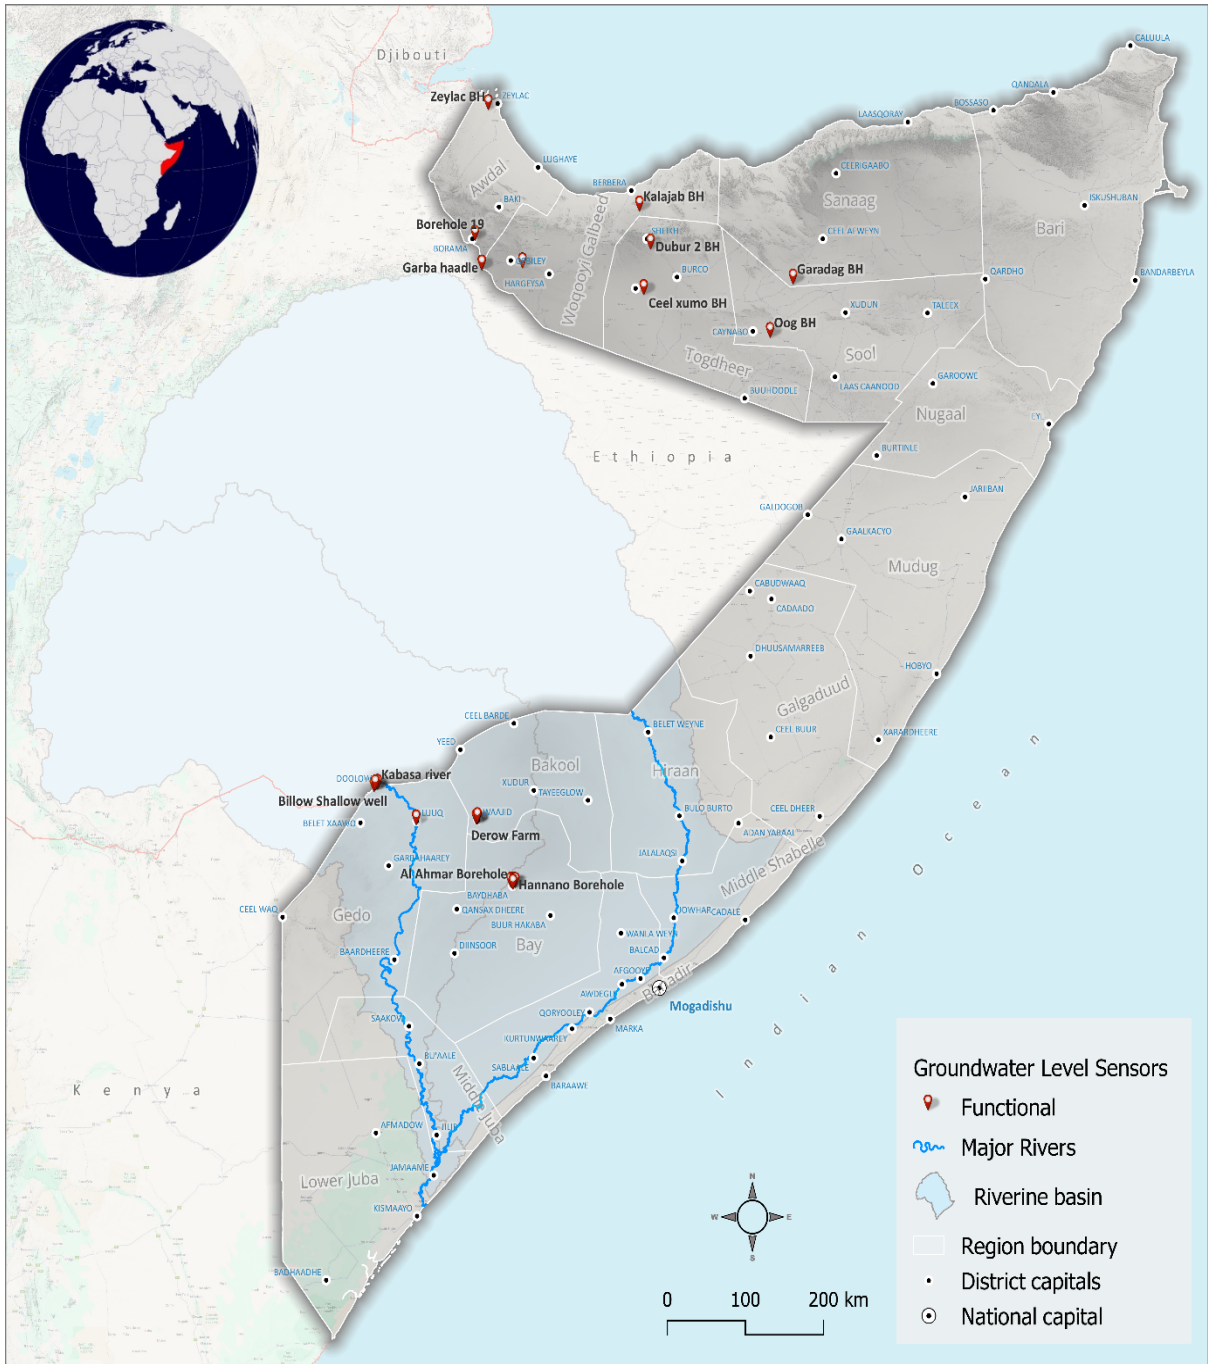 Djibouti
CALUULA
QANDALA
BOSSASO
LAASQORAY
Zeylac BH
ZEYLAC
LUGHAYE
CEERIGAABO
Awdal
BERBERA
Kalajab BH
Sanaag
ISKUSHUBAN
BAKI
Bari
Borehole 19
BORAMA
Woqooyi Galbeed
SHEIKH
Dubur 2 BH
CEEL AFWEYN
Garba haadle
HARGEYSA
BURCO
Garadag BH
QARDHO
BANDARBEYLA
Ceel xumo BH
XUDUN
TALEEX
Oog BH
CAYNABO
Togdheer
Sool
LAAS CAANOOD
GAROOWE
BUUHOODLE
Nugaal
EY
Ethiopia
BURTINLE
JARIIBAN
GALDOGOB
GAALKACYO
Mudug
CABUDWAAQ
CADAADO
DHUUSAMARREEB
HOBYO
Galgaduud
CEEL BARDE
BELET WEYNE
CEEL BUUR
XARARDHEERE
YEED
Bakool
Hiraan
Kabasa river
DOOLOW
XUDUR
TAYEEGLOW
Billow Shallow well
LUUQ
WAAJID
BULO BURTO
CEEL DHEER
BELET XAAWO
Derow Farm
ADAN YABAAL
GARBAHAAREY
JALALAQSI
Middle Shabelle
Al Ahmar Borehole
Hannano Borehole
BAYDHABA
CEEL WAQ
Gedo
QANSAX DHEERE
BUUR HAKABA
JOWHAR
CADALE
WANLA WEYN
BAARDHEERE
DIINSOOR
Bay
BALCAD
AFGOOYE
AWDEGLE
Mogadishu
SAAKOW
QORYOOLEY
MARKA
KURTUNWAAREY
BU'AALE
SABLAALE
BARAAWE
Middle Juba
Kenya
AFMADOW
JILIB
JAMAAME
Lower Juba
KISMAAYO
BADHAADHE
Indian Ocean
N
W
E
S
0 100 200 km
Groundwater Level Sensors
Functional
Major Rivers
Riverine basin
Region boundary
District capitals
National capital